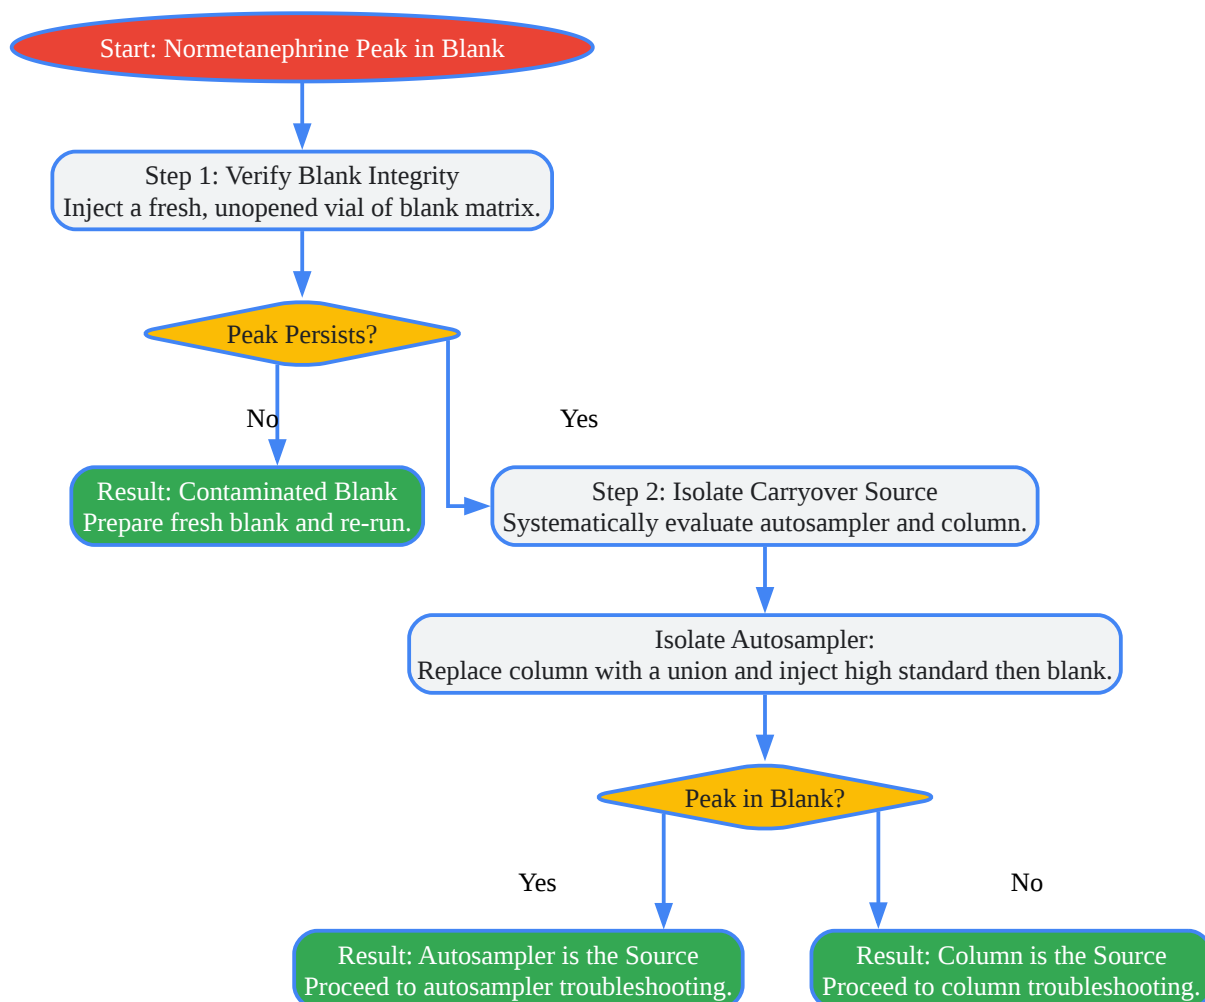 Start: Normetanephrine Peak in Blank
Step 1: Verify Blank Integrity
Inject a fresh, unopened vial of blank matrix.
Peak Persists?
No
Yes
Result: Contaminated Blank
Prepare fresh blank and re-run.
Step 2: Isolate Carryover Source
Systematically evaluate autosampler and column.
Isolate Autosampler:
Replace column with a union and inject high standard then blank.
Peak in Blank?
Yes
No
Result: Autosampler is the Source
Proceed to autosampler troubleshooting.
Result: Column is the Source
Proceed to column troubleshooting.